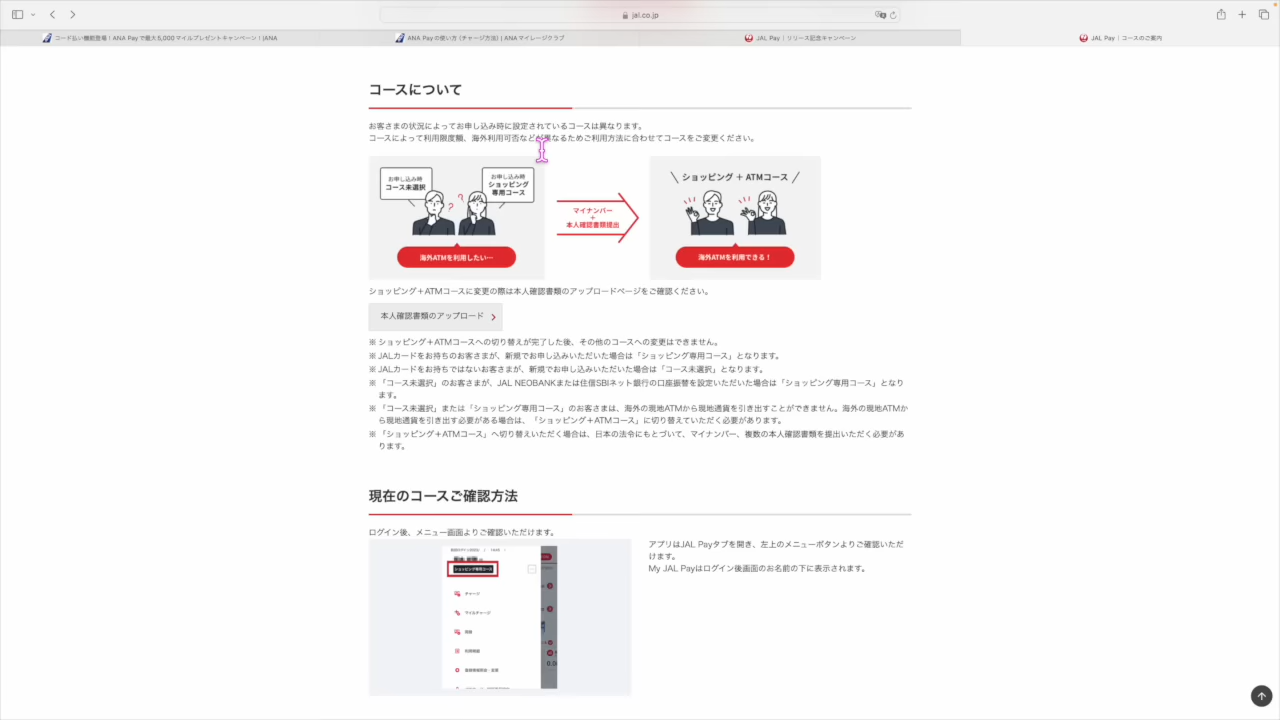 jal.co.jp
コード払い機能登場!ANA Payで最大5,000マイルプレゼントキャンペーン!|ANA
ANA Payの使い方 (チャージ方法) | ANAマイレージクラブ
JAL Pay | リリース記念キャンペーン
JAL Pay | コースのご案内
コースについて
お客さまの状況によってお申し込み時に設定されているコースは異なります。
コースによって利用限度額、海外利用可否などが異なるためご利用方法に合わせてコースをご変更ください。
お申し込み時
コース未選択
お申し込み時
ショッピング
専用コース
海外ATMを利用したい…
マイナンバー
+
本人確認書類提出
ショッピング + ATMコース
海外ATMを利用できる!
ショッピング+ATMコースに変更の際は本人確認書類のアップロードページをご確認ください。
本人確認書類のアップロード
※ ショッピング+ATMコースへの切り替えが完了した後、その他のコースへの変更はできません。
※ JALカードをお持ちのお客さまが、新規でお申し込みいただいた場合は「ショッピング専用コース」となります。
※ JALカードをお持ちではないお客さまが、新規でお申し込みいただいた場合は「コース未選択」となります。
※ 「コース未選択」のお客さまが、JAL NEOBANKまたは住信SBIネット銀行の口座振替を設定いただいた場合は「ショッピング専用コース」となり
ます。
※ 「コース未選択」または「ショッピング専用コース」のお客さまは、海外の現地ATMから現地通貨を引き出すことができません。海外の現地ATMか
ら現地通貨を引き出す必要がある場合は、「ショッピング+ATMコース」に切り替えていただく必要があります。
※ 「ショッピング+ATMコース」へ切り替えいただく場合は、日本の法令にもとづいて、マイナンバー、複数の本人確認書類を提出いただく必要があ
ります。
現在のコースご確認方法
ログイン後、メニュー画面よりご確認いただけます。
ショッピング専用コース
チャージ
マイルチャージ
両替
利用明細
アプリはJAL Payタブを開き、左上のメニューボタンよりご確認いただ
けます。
My JAL Payはログイン後画面のお名前の下に表示されます。